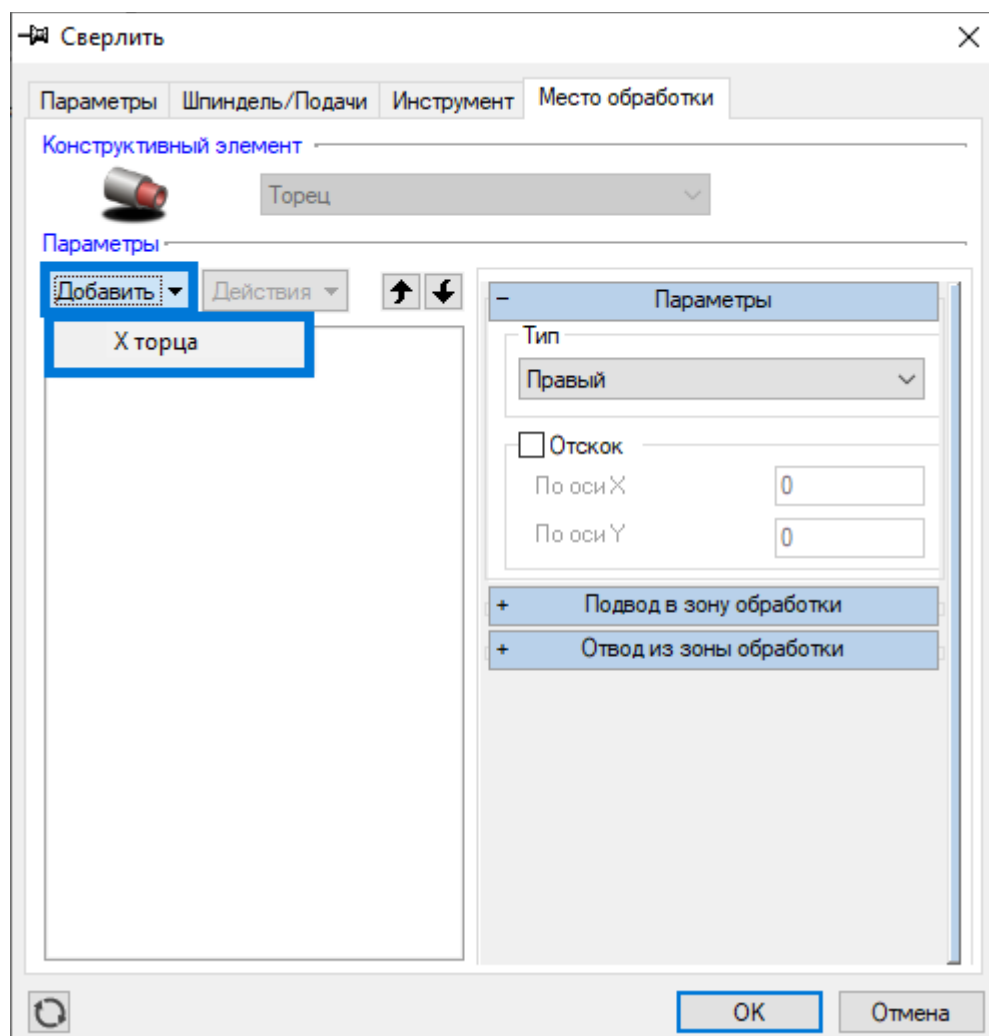 Сверлить
Параметры Шпиндель/Подачи Инструмент Место обработки
Конструктивный элемент
Торец
Параметры
Добавить Действия
X торца
− Параметры
Тип
Правый
Отскок
По оси X 0
По оси Y 0
+ Подвод в зону обработки
+ Отвод из зоны обработки
OK Отмена